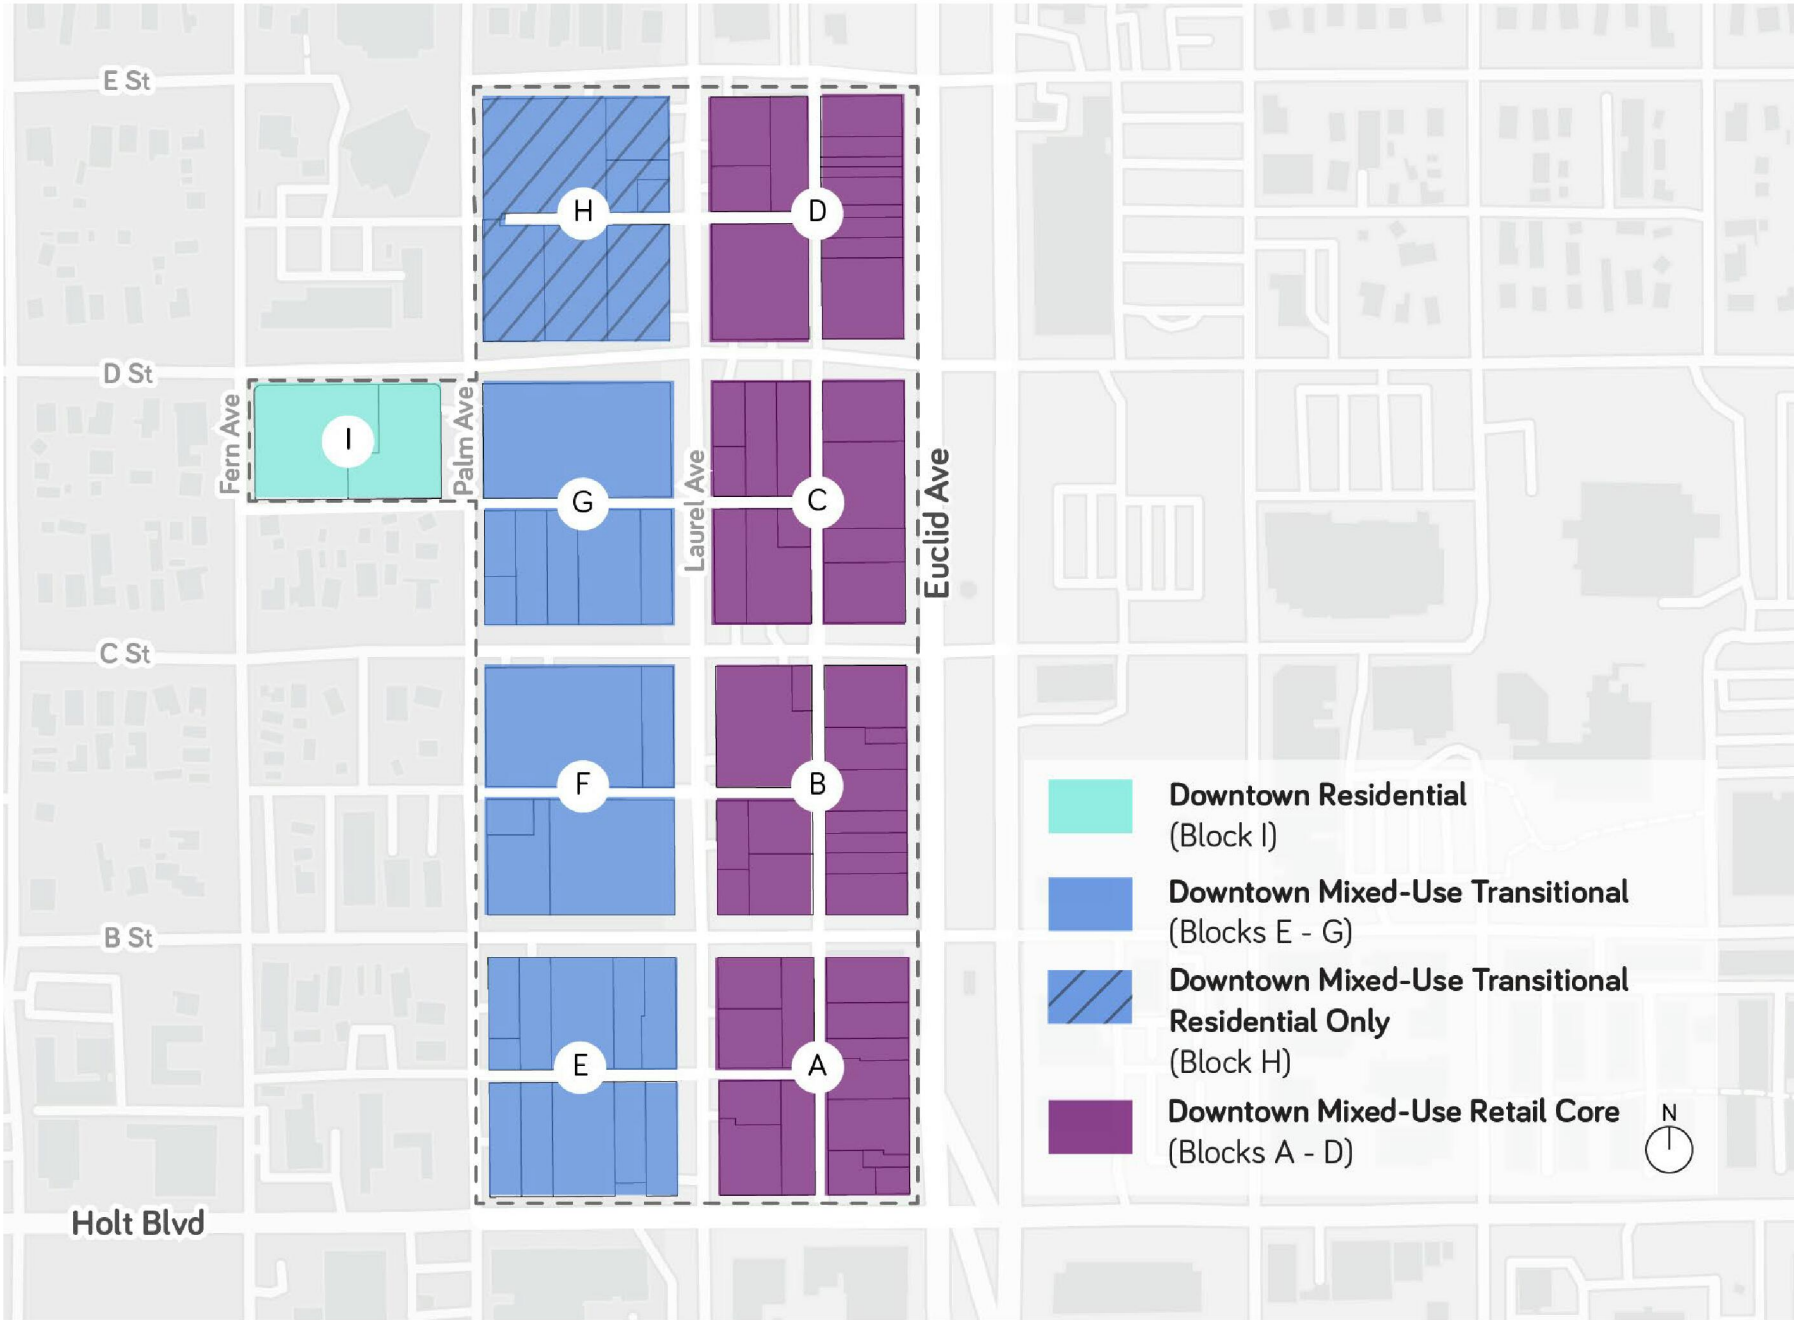 E St
H
D
D St
Fern Ave
I
Palm Ave
G
Laurel Ave
C
Euclid Ave
C St
F
B
B St
E
A
Holt Blvd
Downtown Residential
(Block I)
Downtown Mixed-Use Transitional
(Blocks E - G)
Downtown Mixed-Use Transitional
Residential Only
(Block H)
Downtown Mixed-Use Retail Core
(Blocks A - D)
N